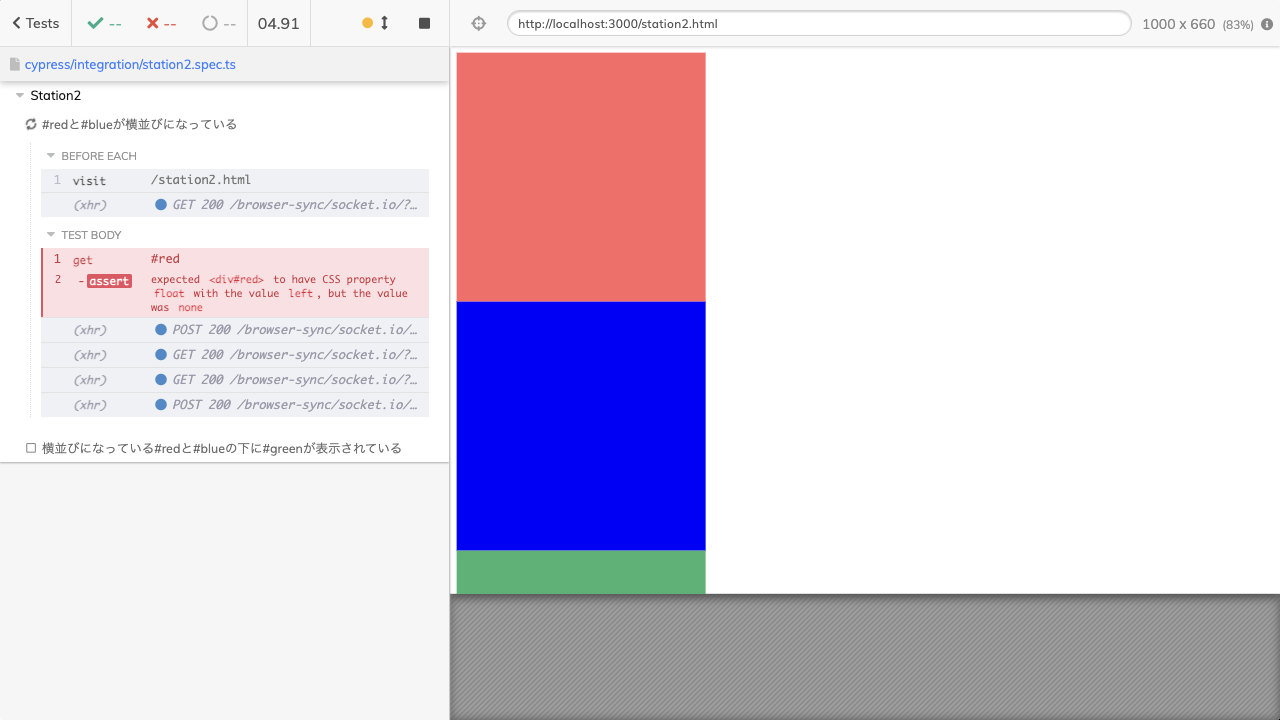 Tests
--
--
--
04.91
http://localhost:3000/station2.html
1000 x 660 (83%)
cypress/integration/station2.spec.ts
Station2
#redと#blueが横並びになっている
BEFORE EACH
1 visit /station2.html
(xhr) GET 200 /browser-sync/socket.io/?…
TEST BODY
1 get #red
2 -assert expected <div#red> to have CSS property
float with the value left, but the value
was none
(xhr) POST 200 /browser-sync/socket.io/…
(xhr) GET 200 /browser-sync/socket.io/?…
(xhr) GET 200 /browser-sync/socket.io/?…
(xhr) POST 200 /browser-sync/socket.io/…
横並びになっている#redと#blueの下に#greenが表示されている